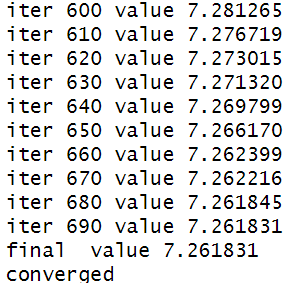 iter 600 value 7.281265
iter 610 value 7.276719
iter 620 value 7.273015
iter 630 value 7.271320
iter 640 value 7.269799
iter 650 value 7.266170
iter 660 value 7.262399
iter 670 value 7.262216
iter 680 value 7.261845
iter 690 value 7.261831
final  value 7.261831
converged